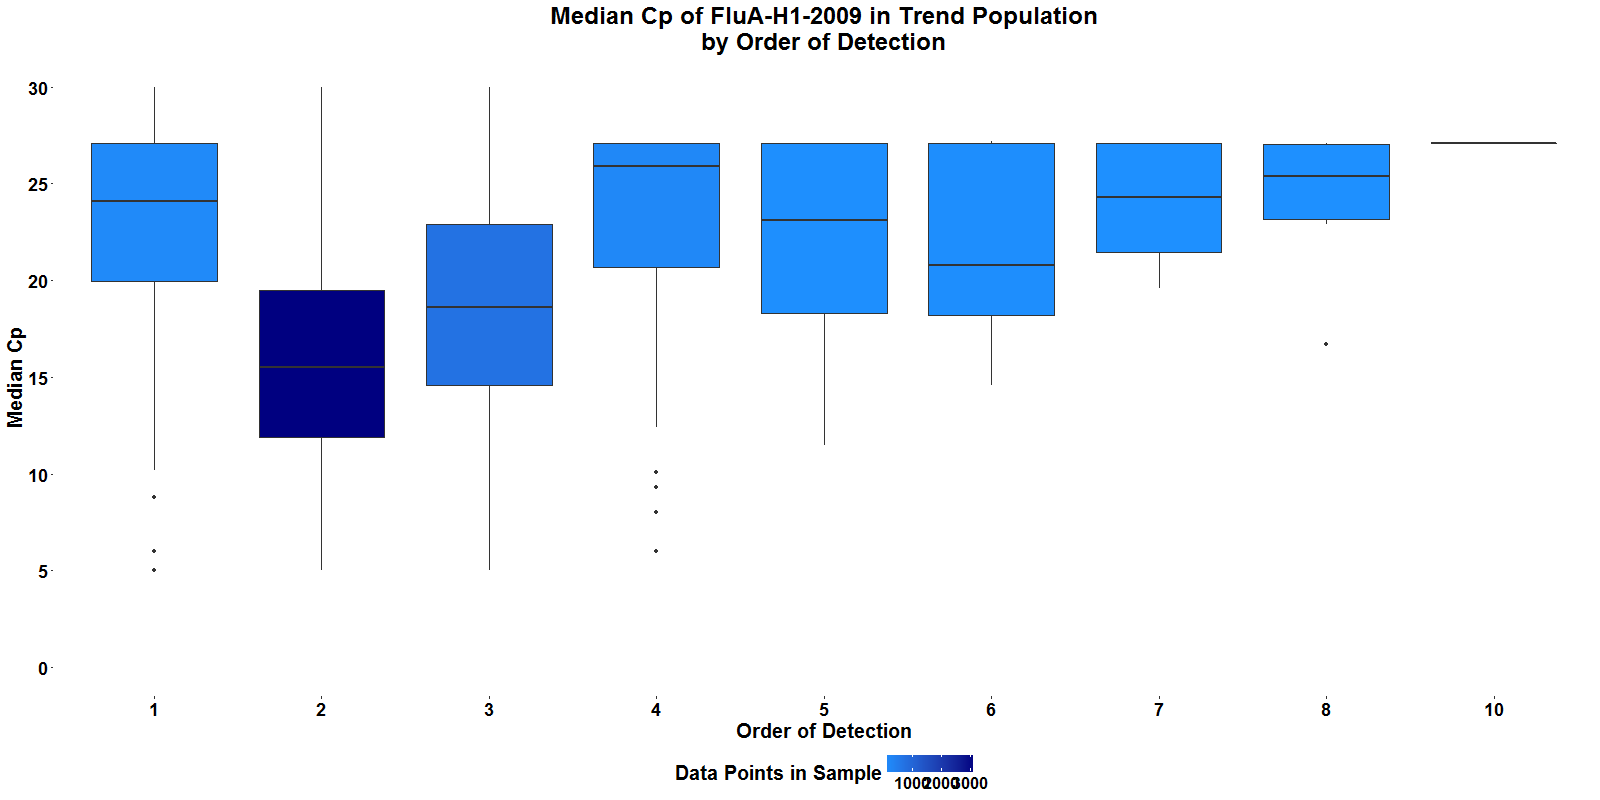 Median Cp of FluA-H1-2009 in Trend Population
by Order of Detection
30
25
20
15
10
5
0
Median Cp
1 2 3 4 5 6 7 8 10
Order of Detection
Data Points in Sample
1000 2000 3000